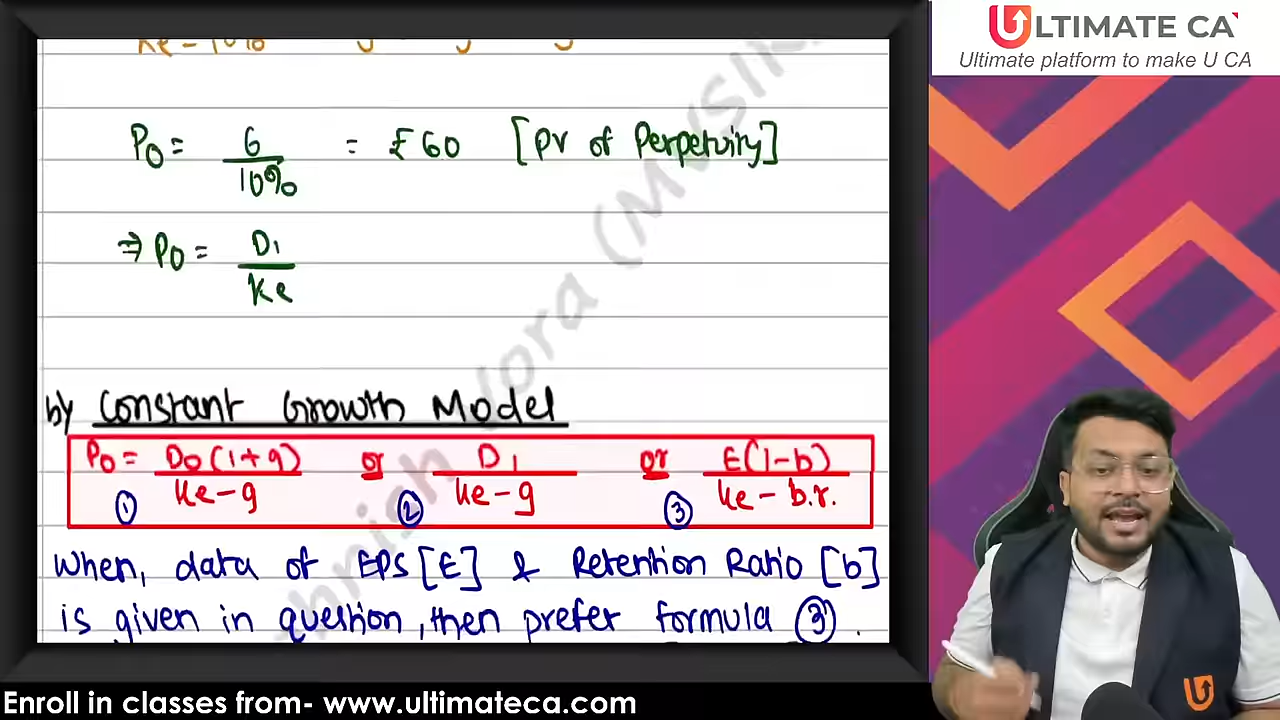 Ke = 10%
P0 = 6 / 10% = ₹60 [PV of Perpetuity]
⇒ P0 = D1 / Ke
b) Constant Growth Model
P0 = D0(1+g) / Ke-g or D1 / Ke-g or E(1-b) / Ke-b.r.
① ② ③
When, data of EPS [E] & Retention Ratio [b]
is given in question, then prefer formula ③.
ULTIMATE CA
Ultimate platform to make U CA
Enroll in classes from- www.ultimateca.com